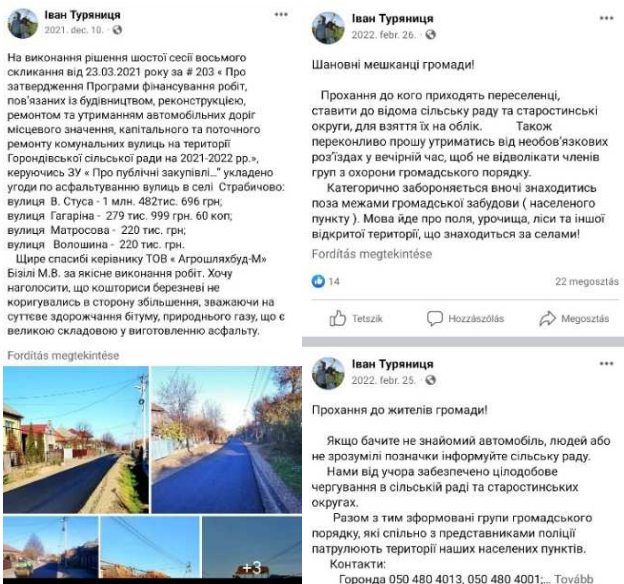 Іван Туряниця
2021. dec. 10. ·
На виконання рішення шостої сесії восьмого
скликання від 23.03.2021 року за # 203 « Про
затвердження Програми фінансування робіт,
пов'язаних із будівництвом, реконструкцією,
ремонтом та утриманням автомобільних доріг
місцевого значення, капітального та поточного
ремонту комунальних вулиць на території
Горондівської сільської ради на 2021-2022 рр.»,
керуючись ЗУ « Про публічні закупівлі...” укладено
угоди по асфальтуванню вулиць в селі Страбичово:
вулиця В. Стуса - 1 млн. 482тис. 696 грн;
вулиця Гагаріна - 279 тис. 999 грн. 60 коп;
вулиця Матросова - 220 тис. грн;
вулиця Волошина - 220 тис. грн.
Щире спасибі керівнику ТОВ « Агрошляхбуд-М»
Бізілі М.В. за якісне виконання робіт. Хочу
наголосити, що кошториси березневі не
коригувались в сторону збільшення, зважаючи на
суттєве здорожчання бітуму, природнього газу, що є
великою складовою у виготовленню асфальту.
Fordítás megtekintése
+3
Іван Туряниця
2022. febr. 26. ·
Шановні мешканці громади!
Прохання до кого приходять переселенці,
ставити до відома сільську раду та старостинські
округи, для взяття їх на облік. Також
переконливо прошу утриматись від необов'язкових
роз'їздах у вечірній час, щоб не відволікати членів
груп з охорони громадського порядку.
Категорично забороняється вночі знаходитись
поза межами громадської забудови ( населеного
пункту ). Мова йде про поля, урочища, ліси та іншої
відкритої території, що знаходиться за селами!
Fordítás megtekintése
14
22 megosztás
Tetszik Hozzászólás Megosztás
Іван Туряниця
2022. febr. 25. ·
Прохання до жителів громади!
Якщо бачите не знайомий автомобіль, людей або
не зрозумілі позначки інформуйте сільську раду.
Нами від учора забезпечено цілодобове
чергування в сільській раді та старостинських
округах.
Разом з тим зформовані групи громадського
порядку, які спільно з представниками поліції
патрулюють території наших населених пунктів.
Контакти:
Горонда 050 480 4013, 050 480 4001;... Tovább